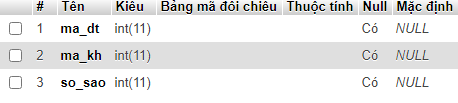 # Tên Kiểu Bảng mã đối chiếu Thuộc tính Null Mặc định
1 ma_dt int(11) Có NULL
2 ma_kh int(11) Có NULL
3 so_sao int(11) Có NULL